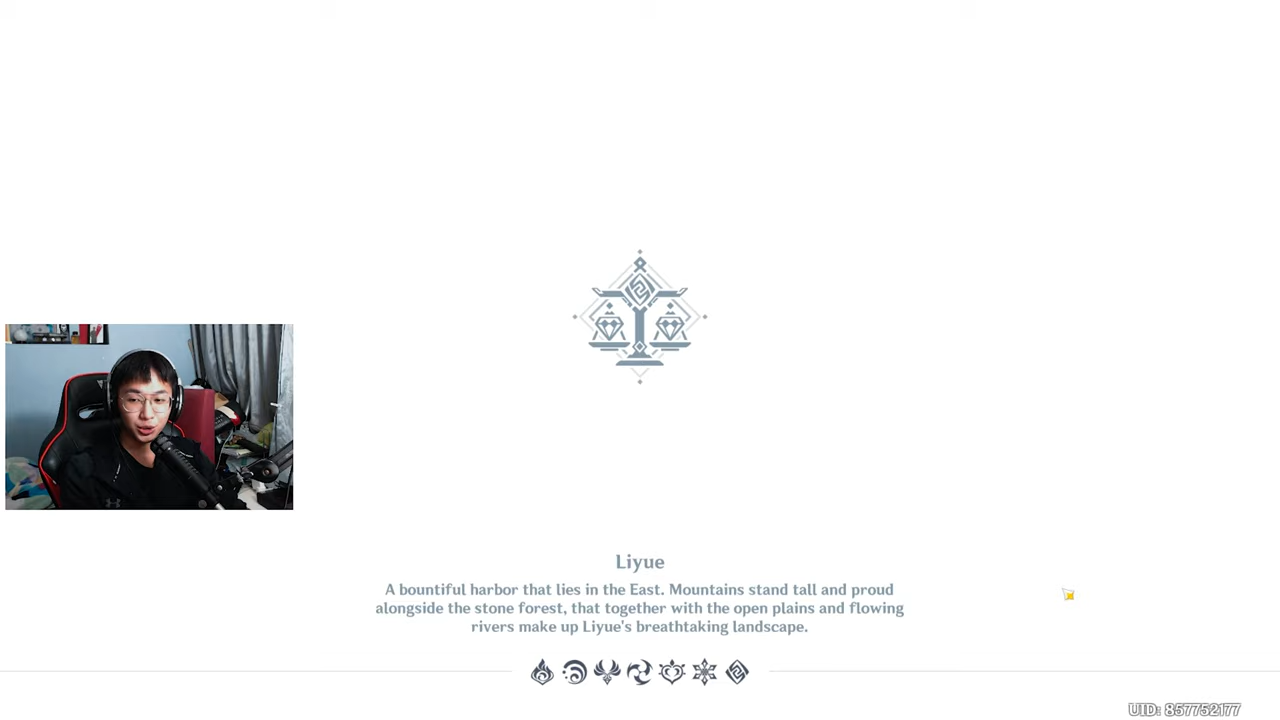 Liyue
A bountiful harbor that lies in the East. Mountains stand tall and proud
alongside the stone forest, that together with the open plains and flowing
rivers make up Liyue's breathtaking landscape.
UID: 857752177